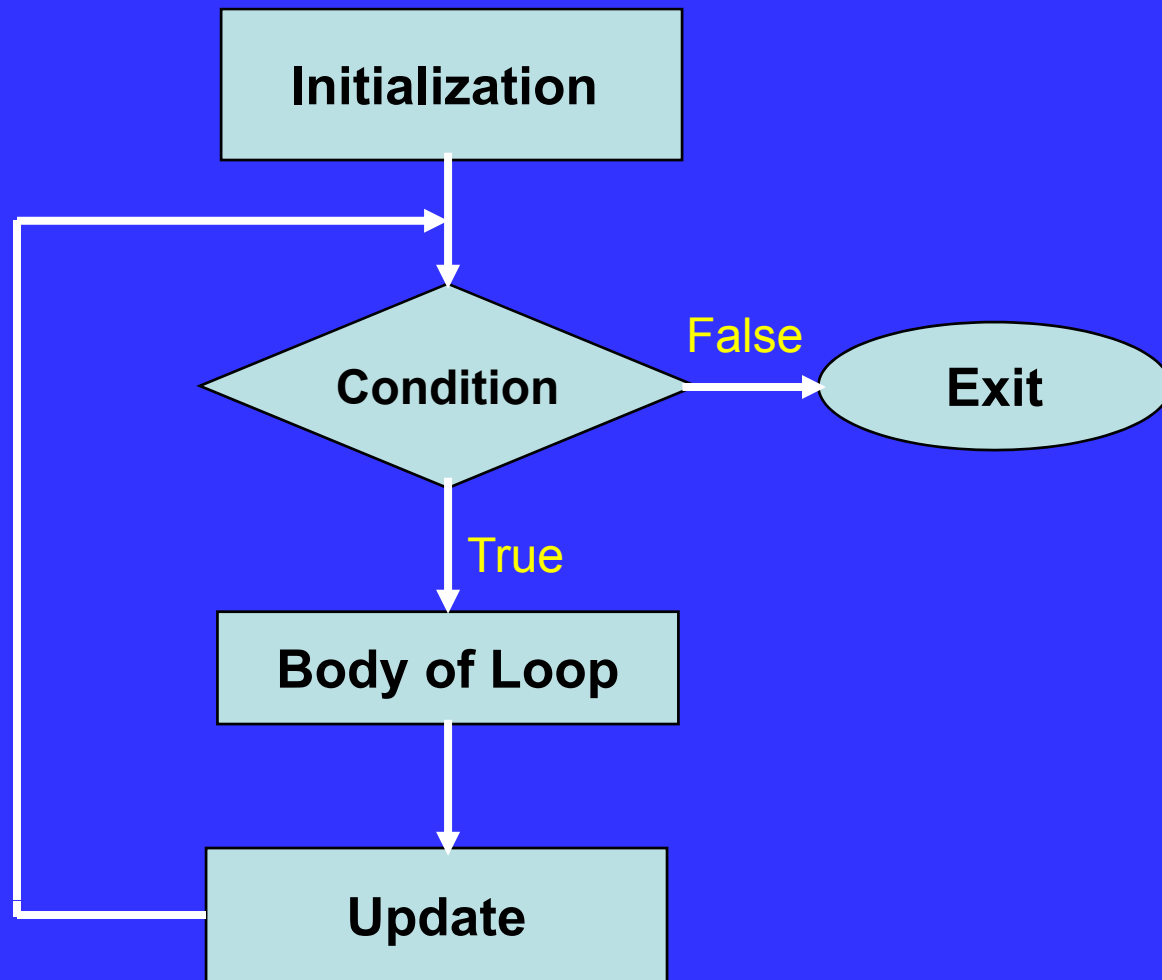 Initialization
False
Condition
Exit
True
Body of Loop
Update